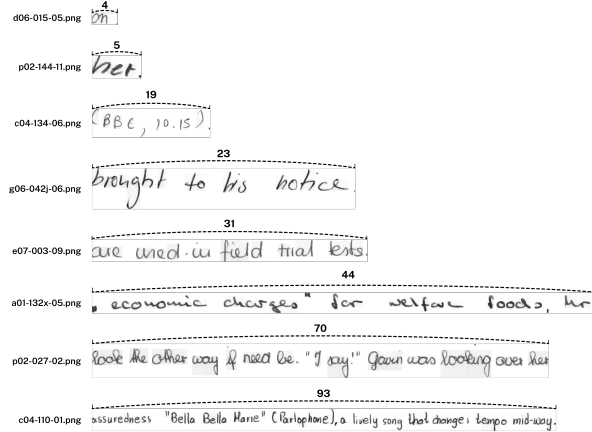 4
d06-015-05.png on
5
p02-144-11.png her.
19
c04-134-06.png (BBC, 10.15).
23
g06-042j-06.png brought to his notice.
31
e07-003-09.png are used in field trial tests.
44
a01-132x-05.png " economic charges" for welfare foods, Mr
70
p02-027-02.png look the other way if need be. "I say!" Gavin was looking over her
93
c04-110-01.png assuredness "Bella Bella Marie" (Parlophone), a lively song that changes tempo mid-way.